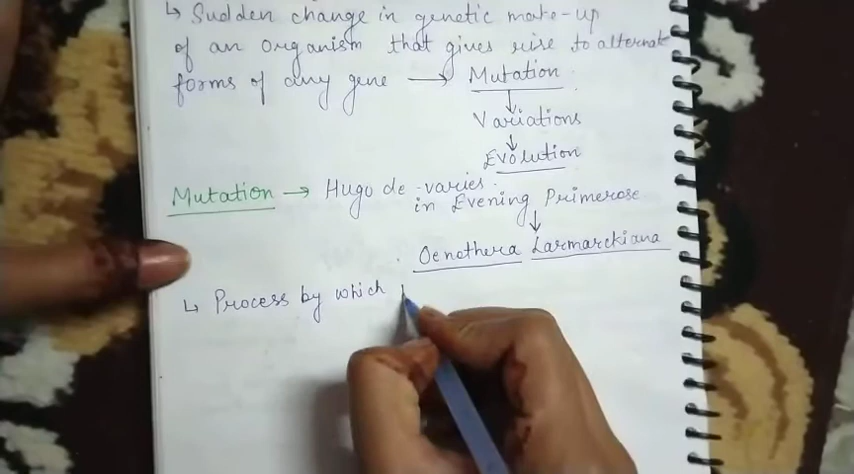 ↳ Sudden change in genetic make-up
of an organism that gives rise to alternate
forms of any gene → Mutation
↓
Variations
↓
Evolution
Mutation → Hugo de-varies
in Evening Primerose
↓
Oenothera Larmarckiana
↳ Process by which